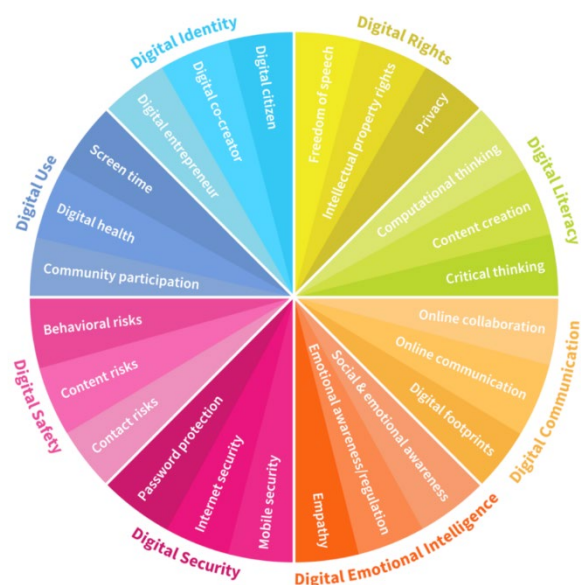 Digital Identity
Digital citizen
Digital co-creator
Digital entrepreneur
Digital Rights
Freedom of speech
Intellectual property rights
Privacy
Digital Literacy
Computational thinking
Content creation
Critical thinking
Digital Communication
Online collaboration
Online communication
Digital footprints
Digital Emotional Intelligence
Social & emotional awareness
Emotional awareness/regulation
Empathy
Digital Security
Mobile security
Internet security
Password protection
Digital Safety
Contact risks
Content risks
Behavioral risks
Digital Use
Community participation
Digital health
Screen time